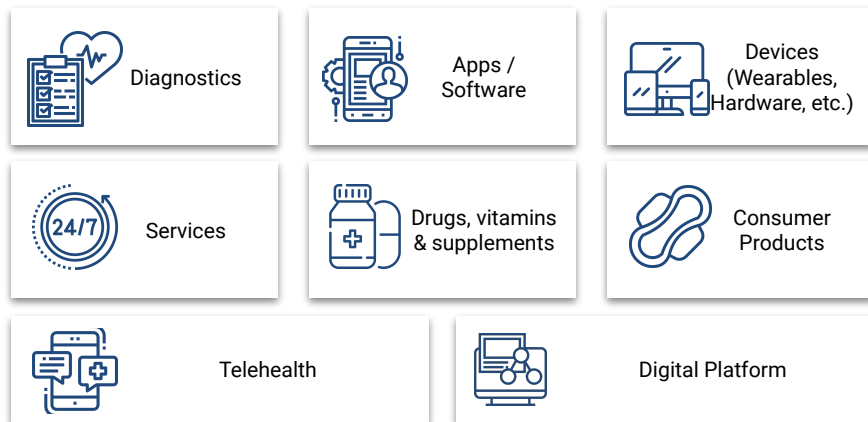 Diagnostics
Apps /
Software
Devices
(Wearables,
Hardware, etc.)
24/7
Services
Drugs, vitamins
& supplements
Consumer
Products
Telehealth
Digital Platform